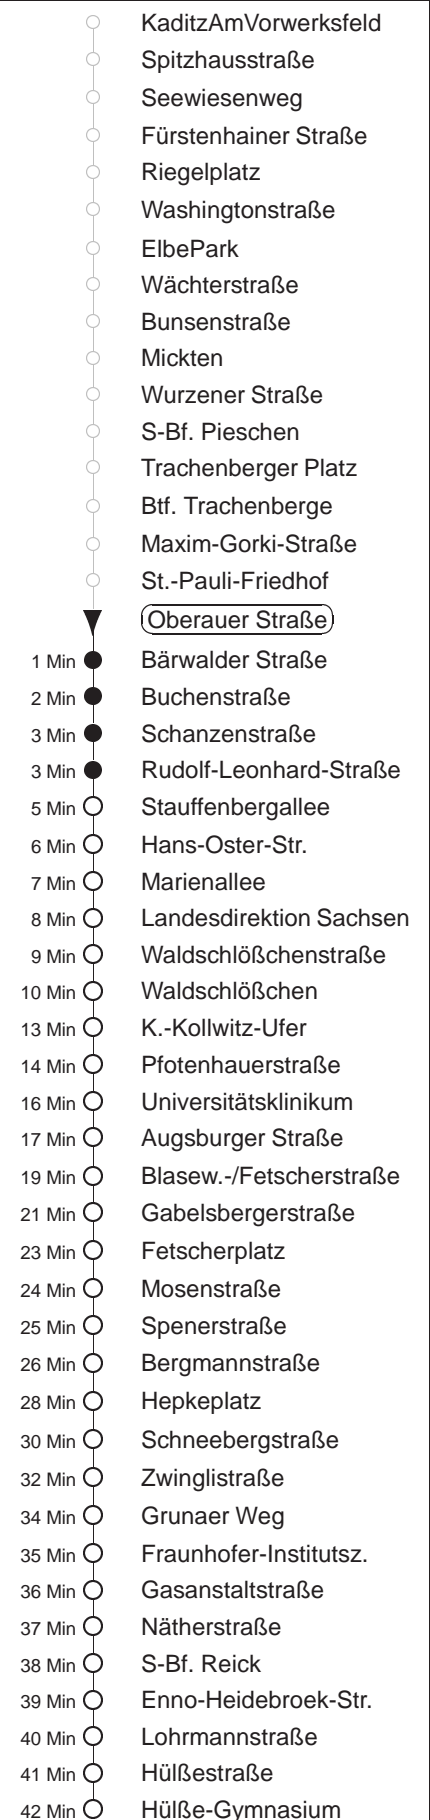 KaditzAmVorwerksfeld
Spitzhausstraße
Seewiesenweg
Fürstenhainer Straße
Riegelplatz
Washingtonstraße
ElbePark
Wächterstraße
Bunsenstraße
Mickten
Wurzener Straße
S-Bf. Pieschen
Trachenberger Platz
Btf. Trachenberge
Maxim-Gorki-Straße
St.-Pauli-Friedhof
Oberauer Straße
1 Min Bärwalder Straße
2 Min Buchenstraße
3 Min Schanzenstraße
3 Min Rudolf-Leonhard-Straße
5 Min Stauffenbergallee
6 Min Hans-Oster-Str.
7 Min Marienallee
8 Min Landesdirektion Sachsen
9 Min Waldschlößchenstraße
10 Min Waldschlößchen
13 Min K.-Kollwitz-Ufer
14 Min Pfotenhauerstraße
16 Min Universitätsklinikum
17 Min Augsburger Straße
19 Min Blasew.-/Fetscherstraße
21 Min Gabelsbergerstraße
23 Min Fetscherplatz
24 Min Mosenstraße
25 Min Spenerstraße
26 Min Bergmannstraße
28 Min Hepkeplatz
30 Min Schneebergstraße
32 Min Zwinglistraße
34 Min Grunaer Weg
35 Min Fraunhofer-Institutsz.
36 Min Gasanstaltstraße
37 Min Nätherstraße
38 Min S-Bf. Reick
39 Min Enno-Heidebroek-Str.
40 Min Lohrmannstraße
41 Min Hülßestraße
42 Min Hülße-Gymnasium